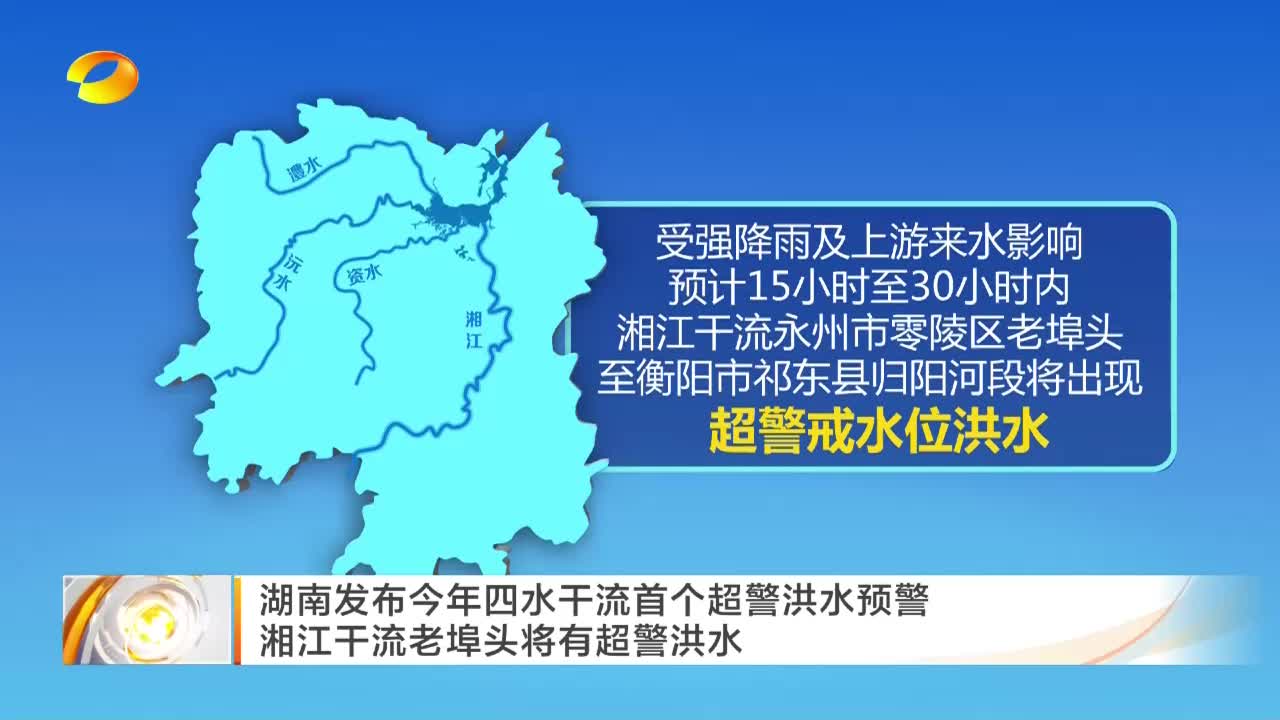 澧水
沅水
资水
湘江
受强降雨及上游来水影响
预计15小时至30小时内
湘江干流永州市零陵区老埠头
至衡阳市祁东县归阳河段将出现
超警戒水位洪水
湖南发布今年四水干流首个超警洪水预警
湘江干流老埠头将有超警洪水